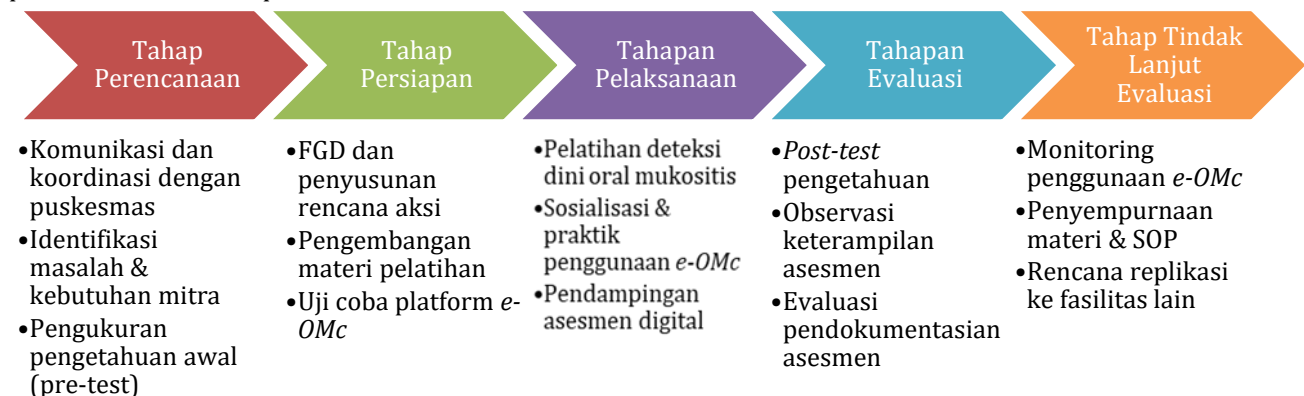 Tahap
Perencanaan
Tahap
Persiapan
Tahapan
Pelaksanaan
Tahapan
Evaluasi
Tahap Tindak
Lanjut
Evaluasi
•Komunikasi dan
koordinasi dengan
puskesmas
•Identifikasi
masalah &
kebutuhan mitra
•Pengukuran
pengetahuan awal
(pre-test)
•FGD dan
penyusunan
rencana aksi
•Pengembangan
materi pelatihan
•Uji coba platform e-
OMc
•Pelatihan deteksi
dini oral mukositis
•Sosialisasi &
praktik
penggunaan e-OMc
•Pendampingan
asesmen digital
•Post-test
pengetahuan
•Observasi
keterampilan
asesmen
•Evaluasi
pendokumentasian
asesmen
•Monitoring
penggunaan e-OMc
•Penyempurnaan
materi & SOP
•Rencana replikasi
ke fasilitas lain